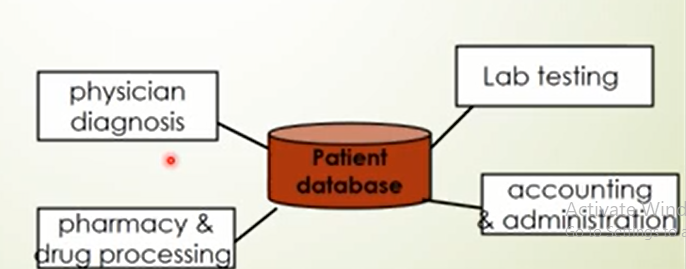 physician
diagnosis
Lab testing
Patient
database
pharmacy &
drug processing
accounting
& administration
Activate Wind